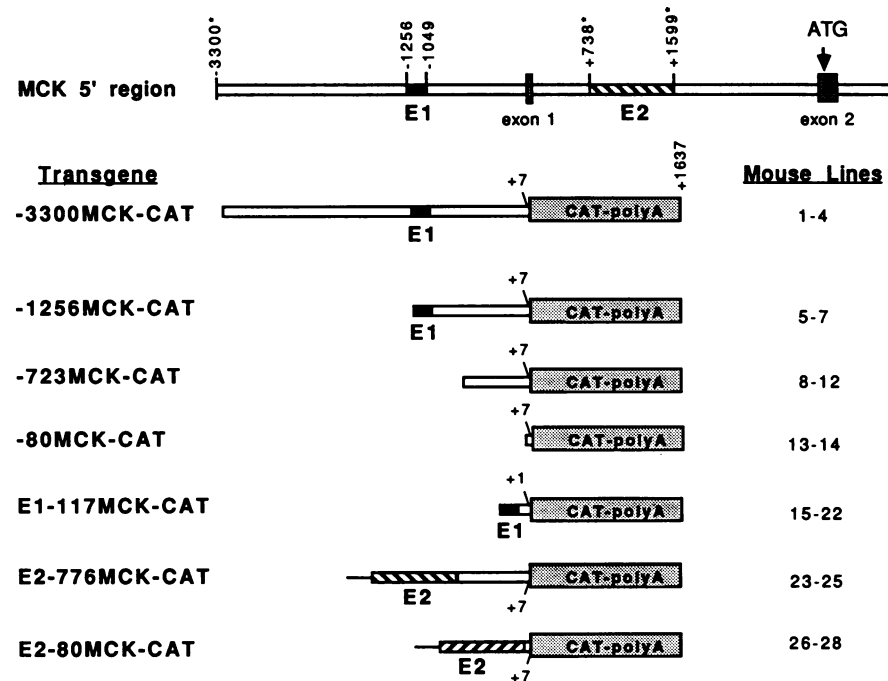 -3300*
-1256
-1049
+738*
+1599*
ATG
MCK 5' region
E1
exon 1
E2
exon 2
Transgene
Mouse Lines
+7
+1637
-3300MCK-CAT
CAT-polyA
1-4
E1
+7
-1256MCK-CAT
CAT-polyA
5-7
E1
+7
-723MCK-CAT
CAT-polyA
8-12
+7
-80MCK-CAT
CAT-polyA
13-14
+1
E1-117MCK-CAT
CAT-polyA
15-22
E1
E2-776MCK-CAT
CAT-polyA
23-25
E2
+7
E2-80MCK-CAT
CAT-polyA
26-28
E2
+7